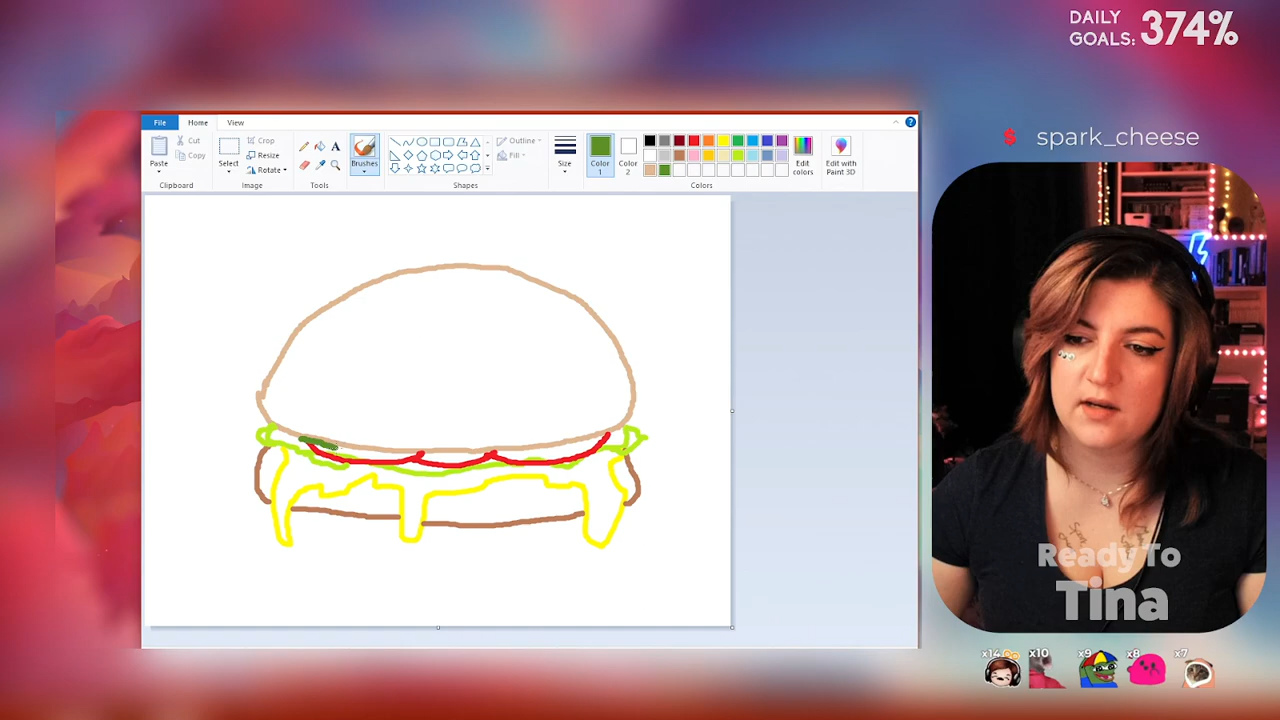 DAILY
GOALS: 374%
File Home View
Cut
Copy
Paste
Clipboard
Crop
Resize
Rotate
Select
Image
A
Tools
Brushes
Outline
Fill
Shapes
Size
Color
1
Color
2
Edit
colors
Edit with
Paint 3D
Colors
$ spark_cheese
Ready To
Tina
x14 x10 x9 x8 x7